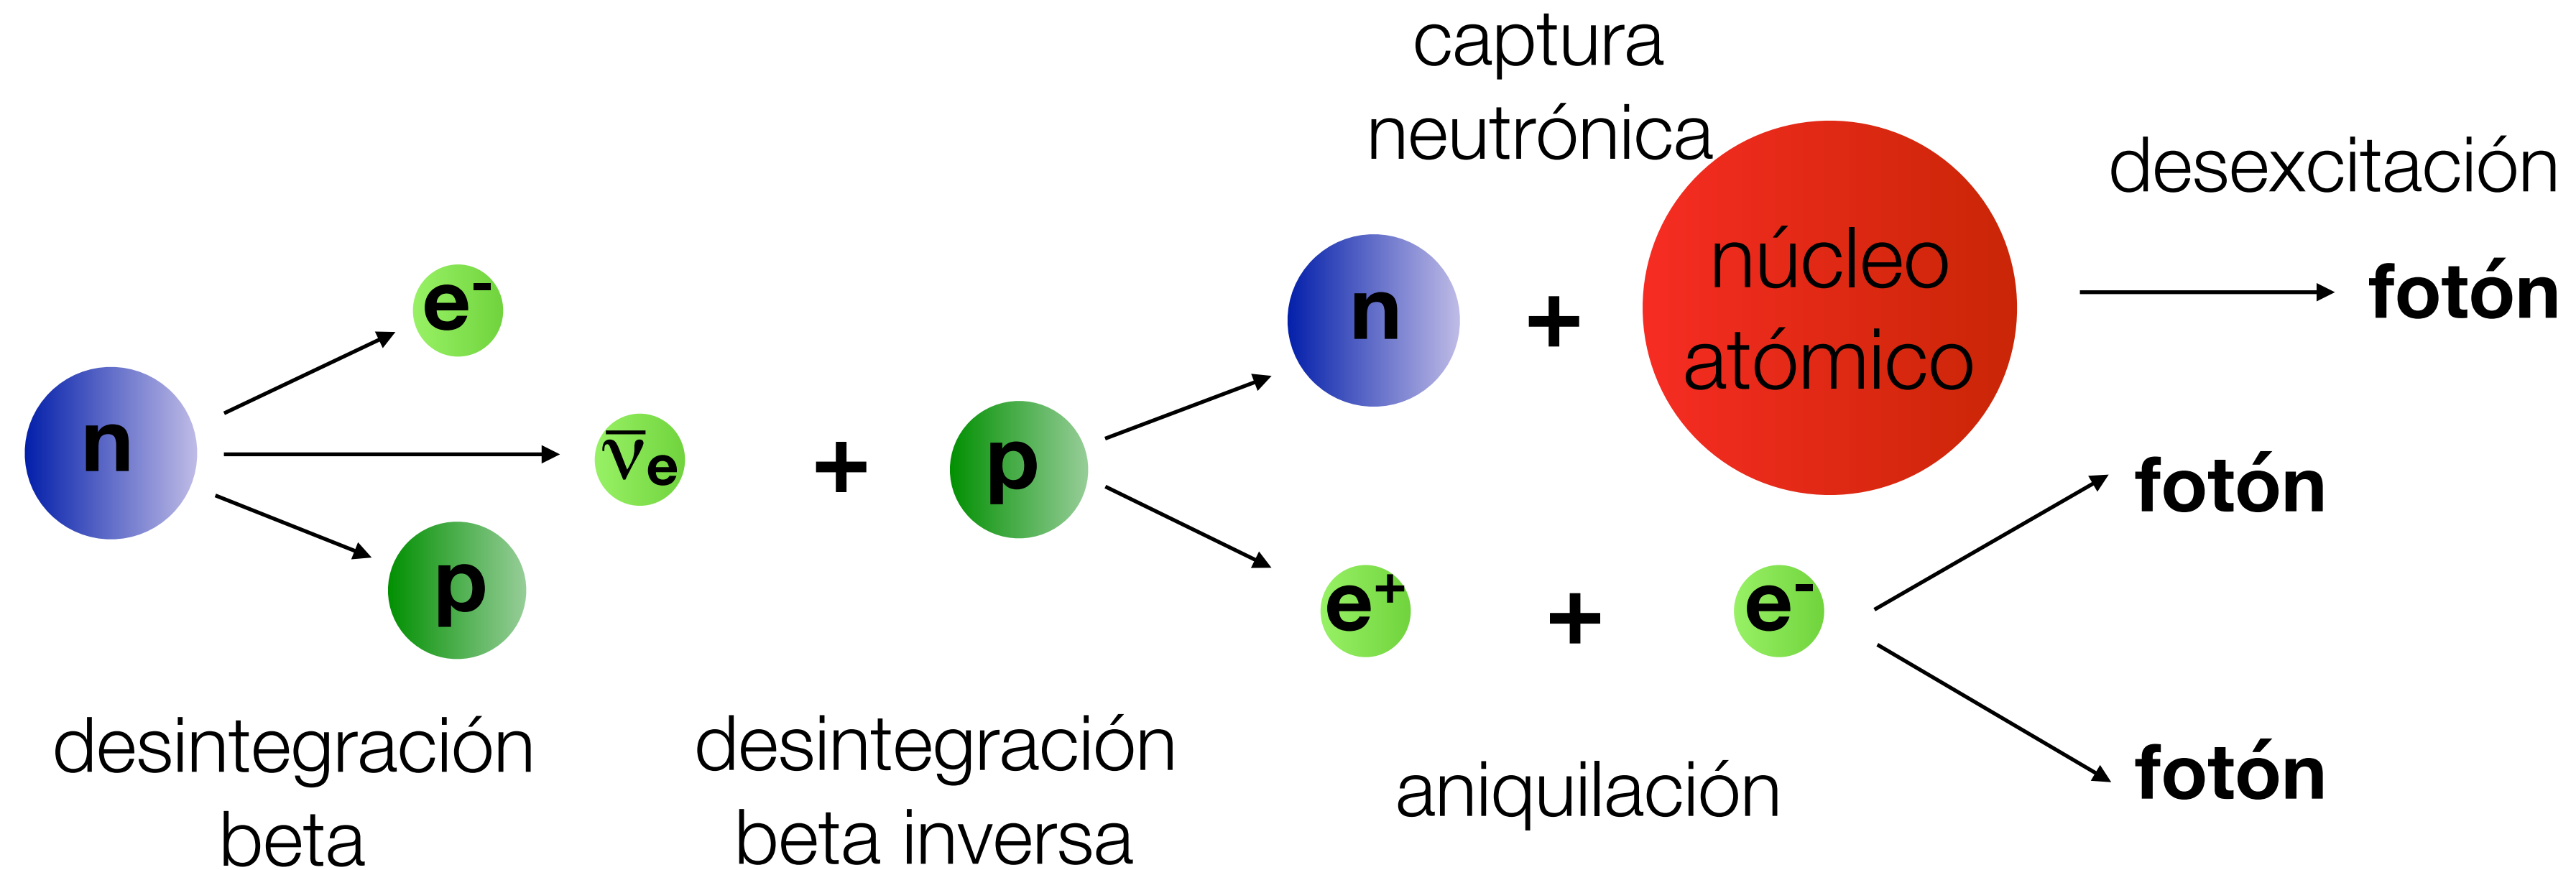 captura
neutrónica
desexcitación
núcleo
atómico
n
e-
ν̅e
p
+
p
n
+
fotón
e+
+
e-
fotón
fotón
desintegración
beta
desintegración
beta inversa
aniquilación